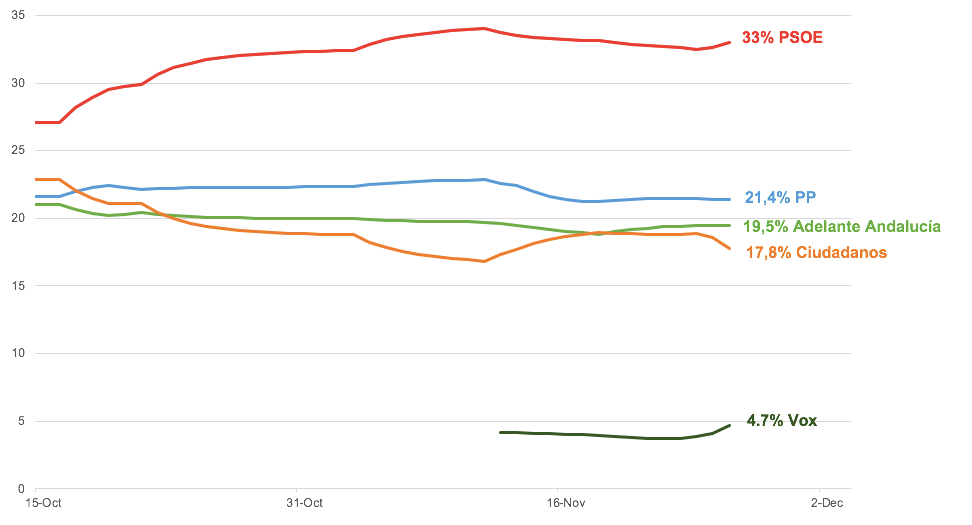 35
33% PSOE
30
25
21,4% PP
20
19,5% Adelante Andalucía
17,8% Ciudadanos
15
10
5
4.7% Vox
0
15-Oct
31-Oct
16-Nov
2-Dec